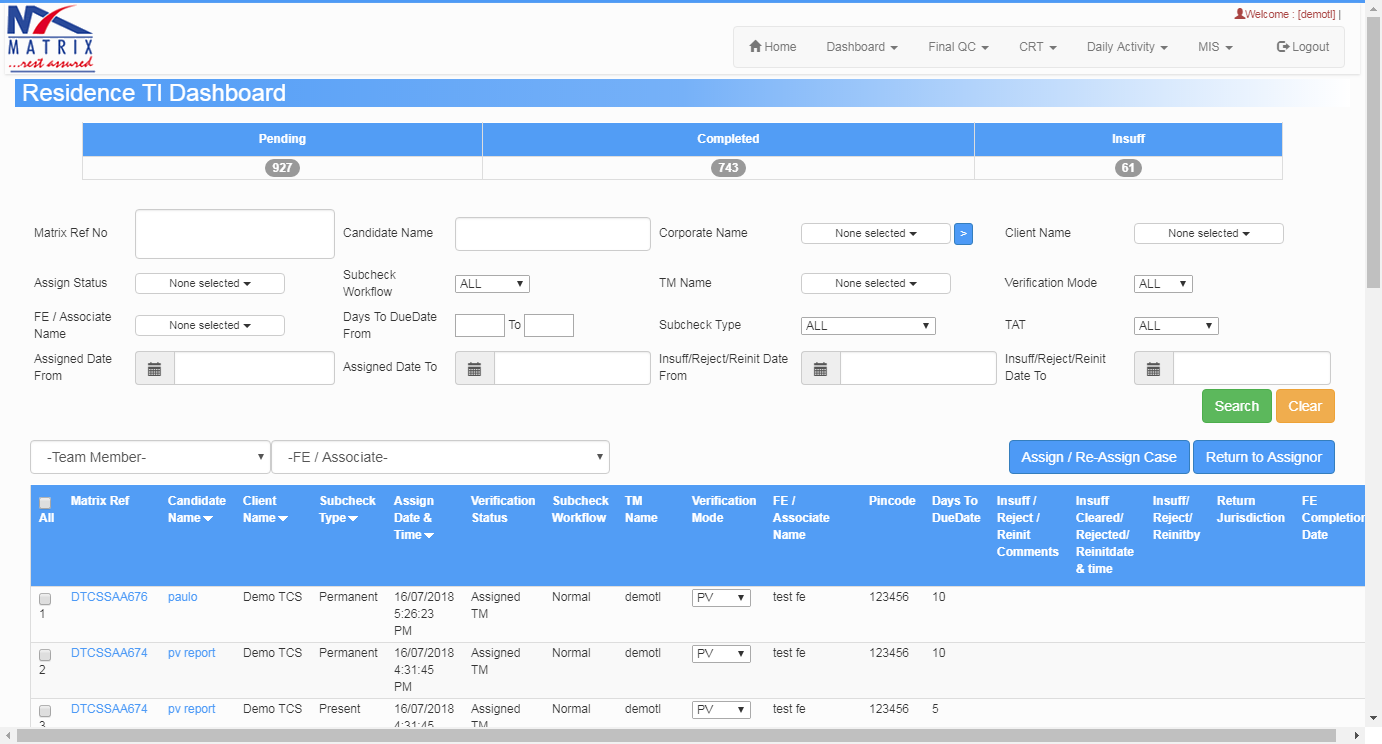 MATRIX
...rest assured
Welcome : [demotl] |
Home Dashboard Final QC CRT Daily Activity MIS Logout
Residence Tl Dashboard
Pending Completed Insuff
927 743 61
Matrix Ref No Candidate Name Corporate Name None selected > Client Name None selected
Assign Status None selected Subcheck Workflow ALL TM Name None selected Verification Mode ALL
FE / Associate Name None selected Days To DueDate From To Subcheck Type ALL TAT ALL
Assigned Date From Assigned Date To Insuff/Reject/Reinit Date From Insuff/Reject/Reinit Date To
Search Clear
-Team Member- -FE / Associate- Assign / Re-Assign Case Return to Assignor
All Matrix Ref Candidate Name Client Name Subcheck Type Assign Date & Time Verification Status Subcheck Workflow TM Name Verification Mode FE / Associate Name Pincode Days To DueDate Insuff / Reject / Reinit Comments Insuff Cleared/ Rejected/ Reinitdate & time Insuff/ Reject/ Reinitby Return Jurisdiction FE Completion Date
1 DTCSSAA676 paulo Demo TCS Permanent 16/07/2018 5:26:23 PM Assigned TM Normal demotl PV test fe 123456 10
2 DTCSSAA674 pv report Demo TCS Permanent 16/07/2018 4:31:45 PM Assigned TM Normal demotl PV test fe 123456 10
3 DTCSSAA674 pv report Demo TCS Present 16/07/2018 4:31:45 Assigned TM Normal demotl PV test fe 123456 5